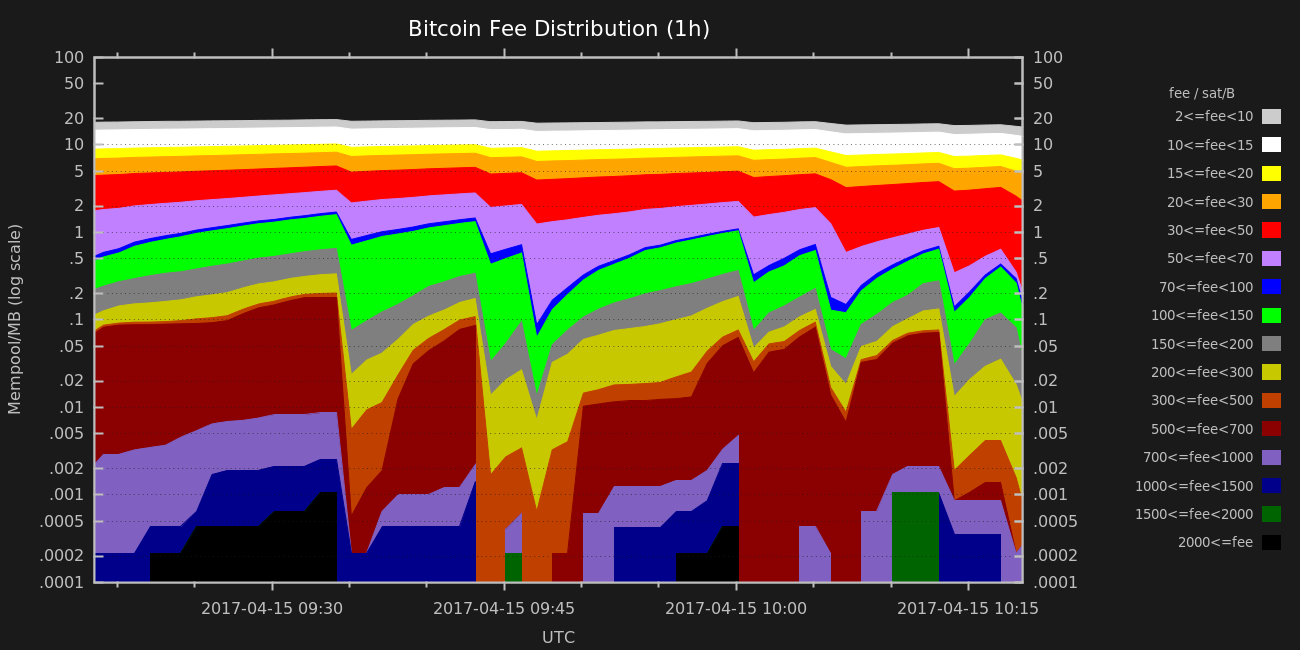 Bitcoin Fee Distribution (1h)
Mempool/MB (log scale)
100
50
20
10
5
2
1
.5
.2
.1
.05
.02
.01
.005
.002
.001
.0005
.0002
.0001
100
50
20
10
5
2
1
.5
.2
.1
.05
.02
.01
.005
.002
.001
.0005
.0002
.0001
2017-04-15 09:30
2017-04-15 09:45
2017-04-15 10:00
2017-04-15 10:15
UTC
fee / sat/B
2<=fee<10
10<=fee<15
15<=fee<20
20<=fee<30
30<=fee<50
50<=fee<70
70<=fee<100
100<=fee<150
150<=fee<200
200<=fee<300
300<=fee<500
500<=fee<700
700<=fee<1000
1000<=fee<1500
1500<=fee<2000
2000<=fee